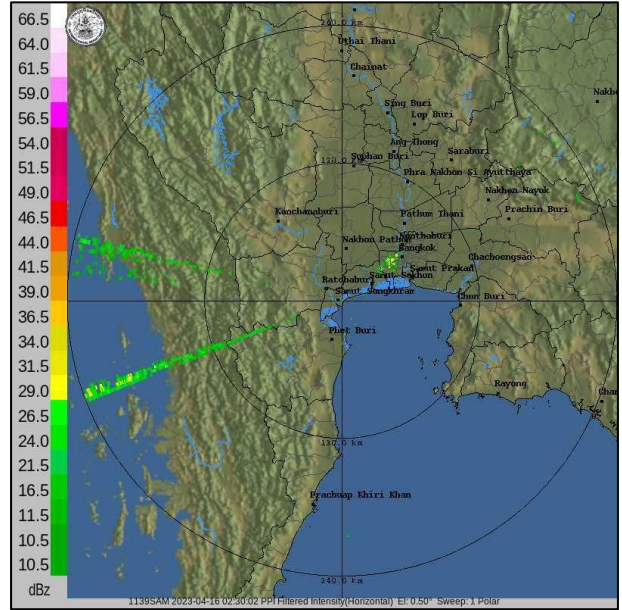 66.5
64.0
61.5
59.0
56.5
54.0
51.5
49.0
46.5
44.0
41.5
39.0
36.5
34.0
31.5
29.0
26.5
24.0
21.5
16.5
15.5
13.0
10.5
dBz
240.0 km
Uthai Thani
Chainat
Sing Buri
Lop Buri
Ang Thong
Saraburi
120.0 km
Suphan Buri
Phra Nakhon Si Ayutthaya
Nakhon Nayok
Prachin Buri
Kanchanaburi
Pathum Thani
Nonthaburi
Nakhon Pathom
Bangkok
Chachoengsao
Samut Prakan
Samut Sakhon
Ratchaburi
Samut Songkhram
Chon Buri
Phet Buri
Rayong
120.0 km
Prachuap Khiri Khan
240.0 km
1139SAM 2023-04-16 02:30:02 PPI Filtered Intensity(Horizontal) El: 0.50° Sweep: 1 Polar